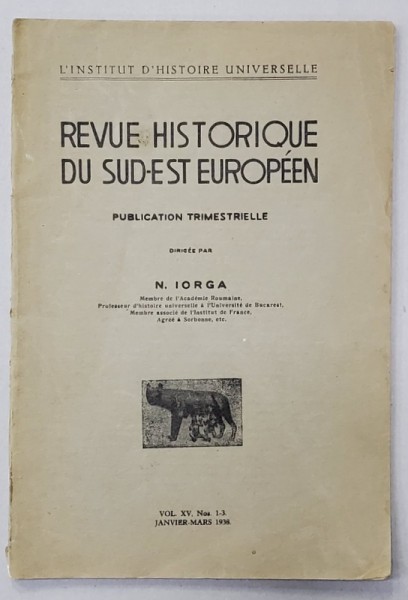 L'INSTITUT D'HISTOIRE UNIVERSELLE
REVUE HISTORIQUE
DU SUD-EST EUROPÉEN
PUBLICATION TRIMESTRIELLE
DIRIGÉE PAR
N. IORGA
Membre de l'Académie Roumaine,
Professeur d'histoire universelle à l'Université de Bucarest,
Membre associé de l'Institut de France,
Agréé à Sorbonne, etc.
VOL. XV. Nos. 1-3.
JANVIER-MARS 1938.